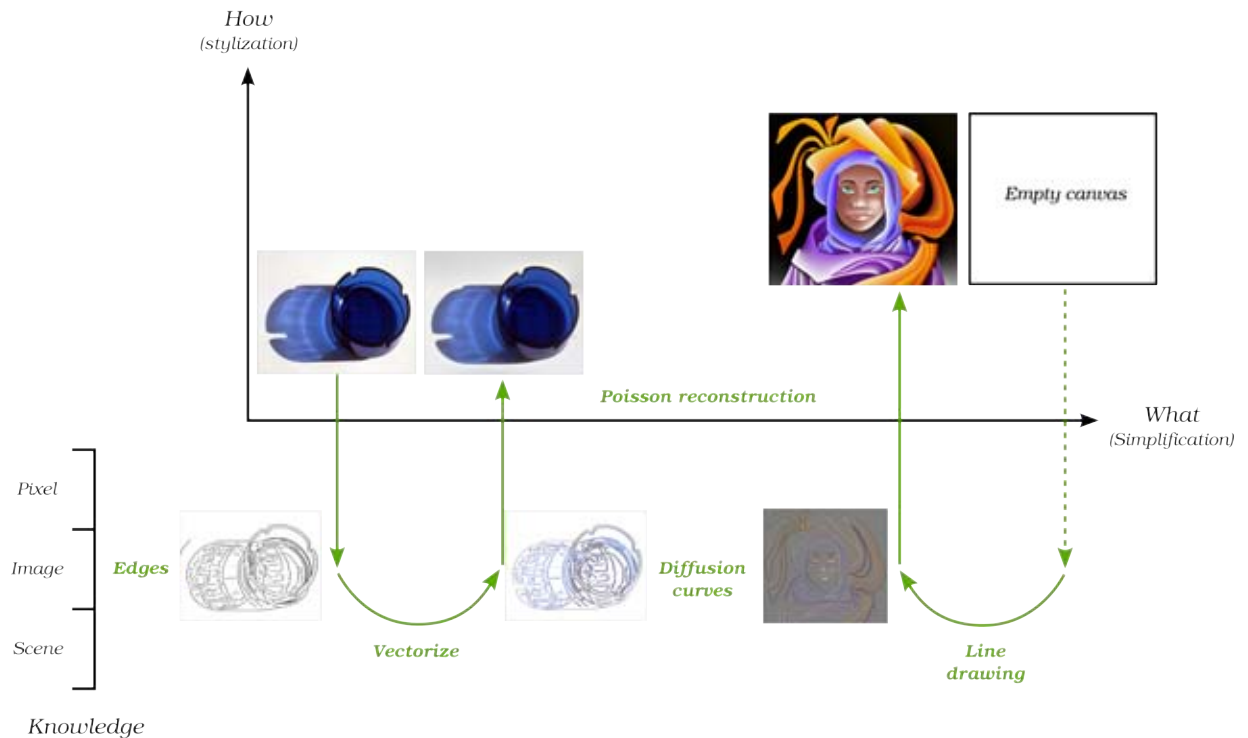 How
(stylization)
Empty canvas
Poisson reconstruction
What
(Simplification)
Pixel
Image
Scene
Knowledge
Edges
Vectorize
Diffusion
curves
Line
drawing